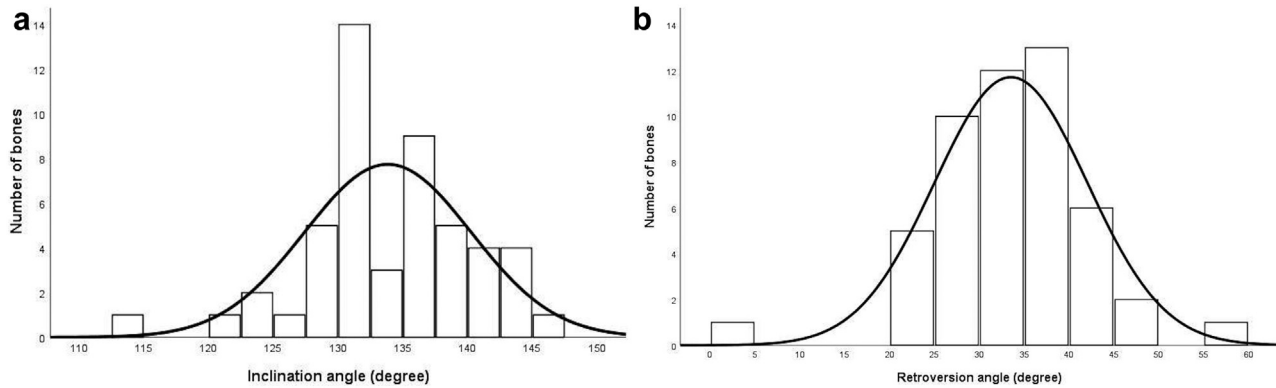 a
14
12
10
8
6
4
2
0
110 115 120 125 130 135 140 145 150
Number of bones
Inclination angle (degree)
b
14
12
10
8
6
4
2
0
0 5 10 15 20 25 30 35 40 45 50 55 60
Number of bones
Retroversion angle (degree)